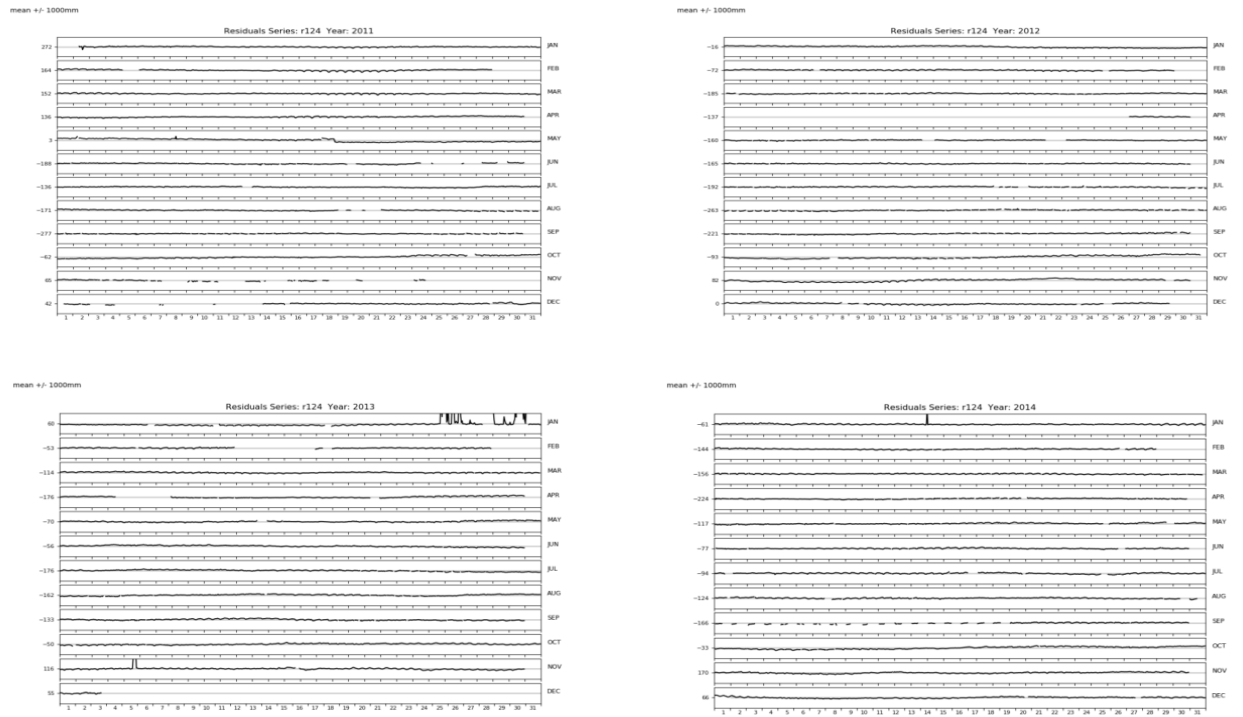 mean +/- 1000mm
Residuals Series: r124 Year: 2011
272 JAN
164 FEB
152 MAR
136 APR
3 MAY
−188 JUN
−136 JUL
−171 AUG
−277 SEP
−62 OCT
65 NOV
42 DEC
1 2 3 4 5 6 7 8 9 10 11 12 13 14 15 16 17 18 19 20 21 22 23 24 25 26 27 28 29 30 31
mean +/- 1000mm
Residuals Series: r124 Year: 2012
−16 JAN
−72 FEB
−185 MAR
−137 APR
−160 MAY
−165 JUN
−192 JUL
−263 AUG
−221 SEP
−93 OCT
82 NOV
0 DEC
1 2 3 4 5 6 7 8 9 10 11 12 13 14 15 16 17 18 19 20 21 22 23 24 25 26 27 28 29 30 31
mean +/- 1000mm
Residuals Series: r124 Year: 2013
60 JAN
−53 FEB
−114 MAR
−176 APR
−70 MAY
−56 JUN
−176 JUL
−162 AUG
−133 SEP
−50 OCT
116 NOV
55 DEC
1 2 3 4 5 6 7 8 9 10 11 12 13 14 15 16 17 18 19 20 21 22 23 24 25 26 27 28 29 30 31
mean +/- 1000mm
Residuals Series: r124 Year: 2014
−61 JAN
−144 FEB
−156 MAR
−224 APR
−117 MAY
−77 JUN
−94 JUL
−124 AUG
−166 SEP
−33 OCT
170 NOV
86 DEC
1 2 3 4 5 6 7 8 9 10 11 12 13 14 15 16 17 18 19 20 21 22 23 24 25 26 27 28 29 30 31